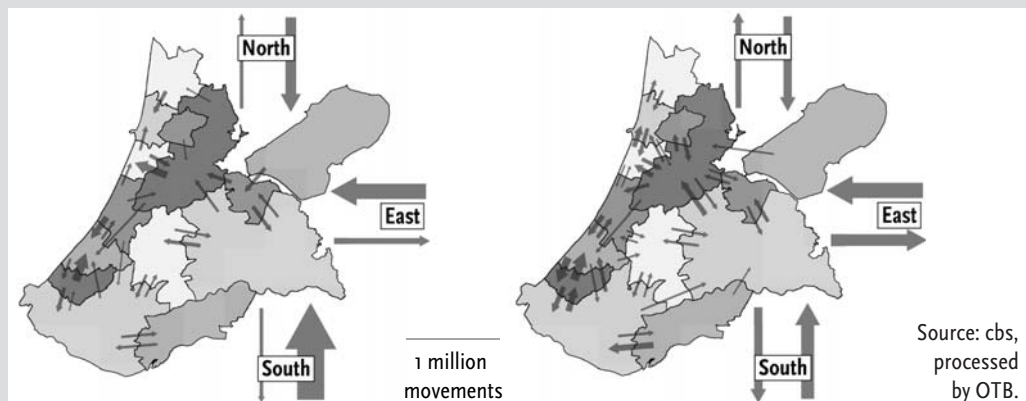 North
East
South
1 million
movements
North
East
South
Source: cbs,
processed
by OTB.